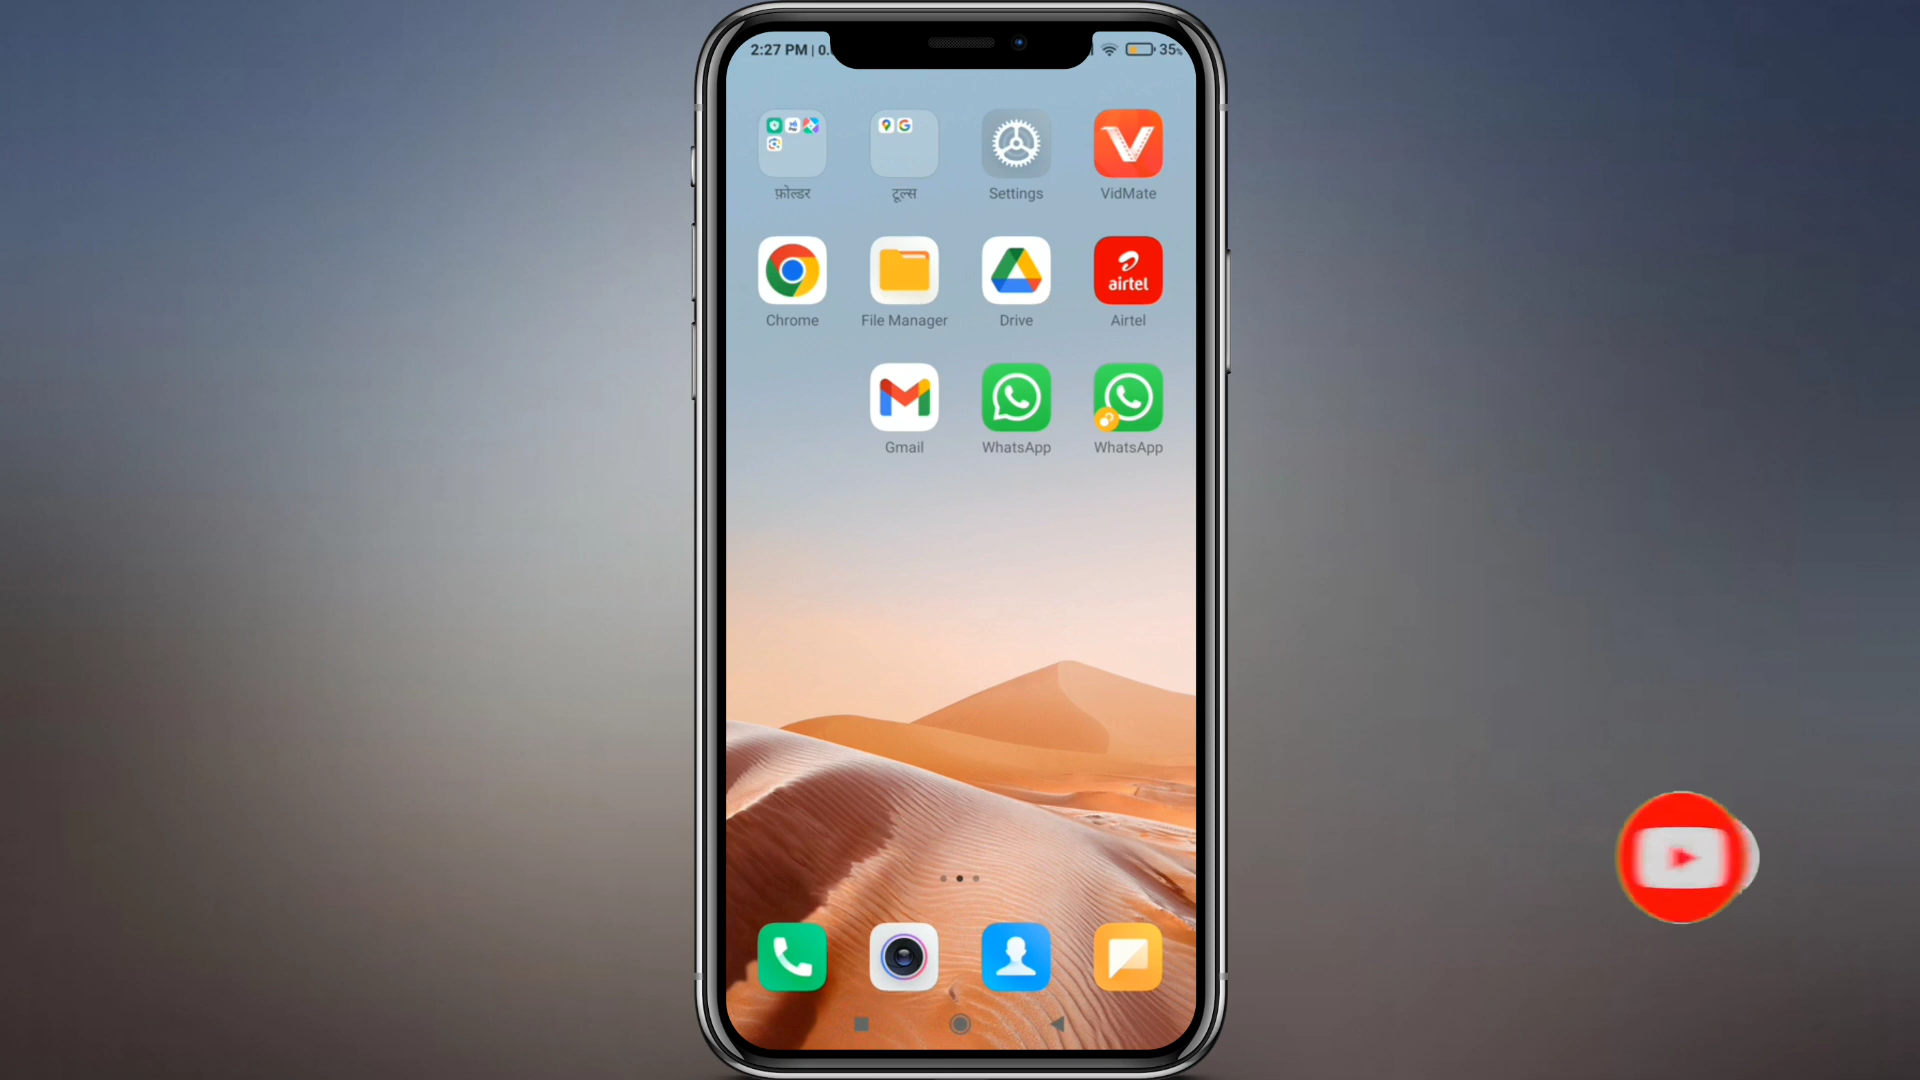 2:27 PM | 0.
35%
फ़ोल्डर
टूल्स
Settings
VidMate
Chrome
File Manager
Drive
airtel
Airtel
Gmail
WhatsApp
WhatsApp